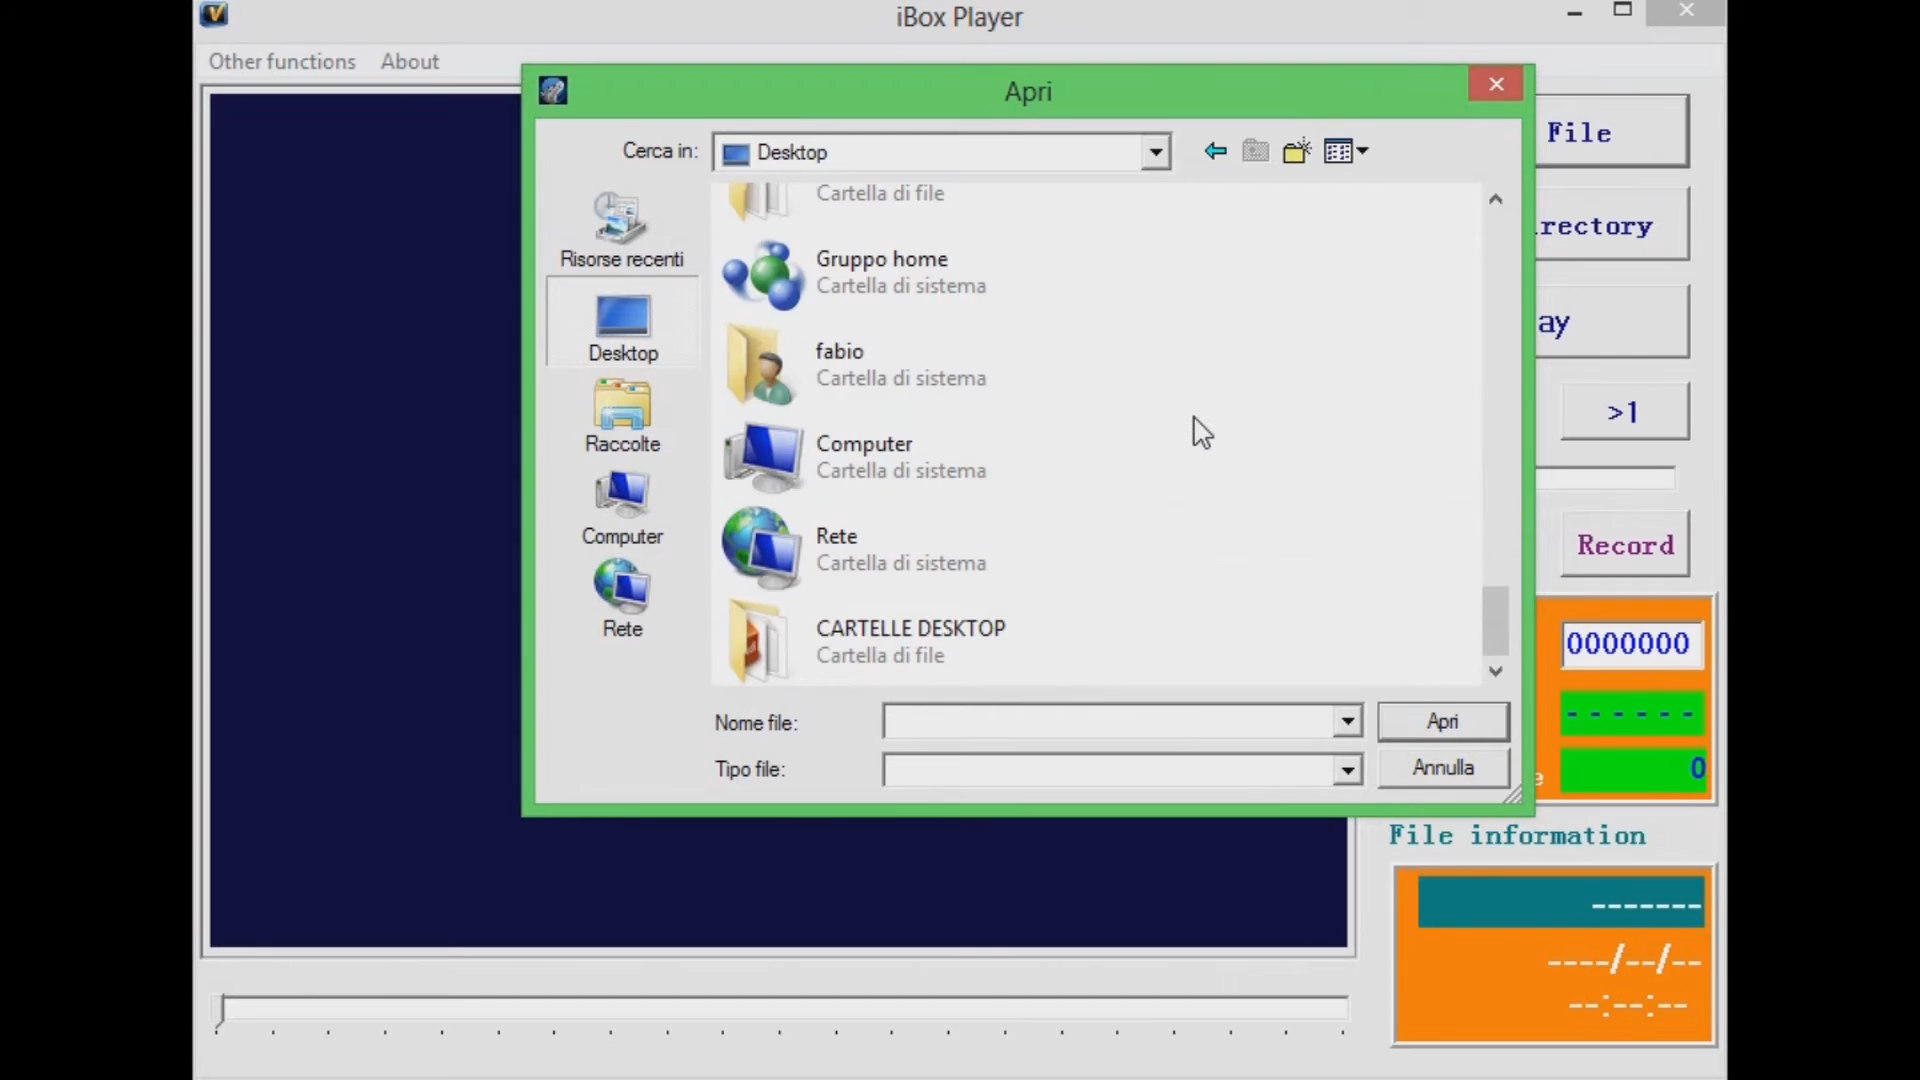 iBox Player
Other functions About
Apri
Cerca in: Desktop
Cartella di file
Gruppo home
Cartella di sistema
fabio
Cartella di sistema
Computer
Cartella di sistema
Rete
Cartella di sistema
CARTELLE DESKTOP
Cartella di file
Risorse recenti
Desktop
Raccolte
Computer
Rete
Nome file:
Apri
Tipo file:
Annulla
File
rectory
ay
>1
Record
0000000
------
e 0
File information
-------
----/--/--
--:--:--